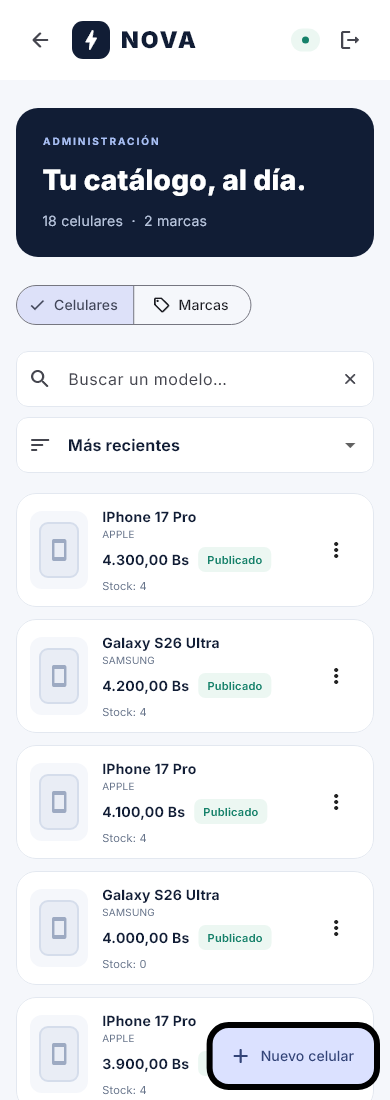 NOVA
ADMINISTRACIÓN
Tu catálogo, al día.
18 celulares · 2 marcas
Celulares
Marcas
Buscar un modelo...
Más recientes
IPhone 17 Pro
APPLE
4.300,00 Bs Publicado
Stock: 4
Galaxy S26 Ultra
SAMSUNG
4.200,00 Bs Publicado
Stock: 4
IPhone 17 Pro
APPLE
4.100,00 Bs Publicado
Stock: 4
Galaxy S26 Ultra
SAMSUNG
4.000,00 Bs Publicado
Stock: 0
IPhone 17 Pro
APPLE
3.900,00 Bs
Stock: 4
Nuevo celular